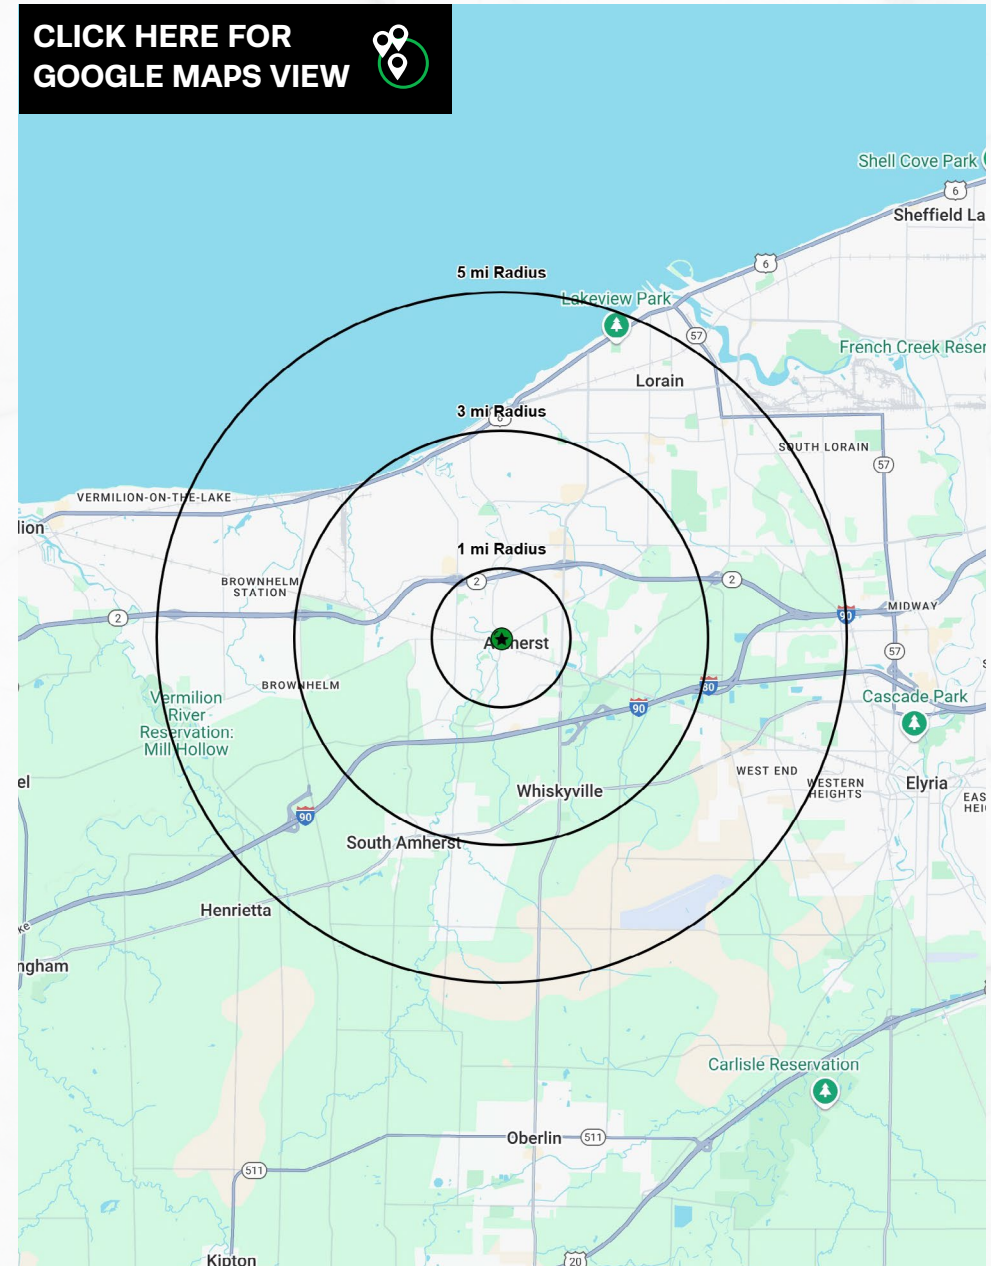 CLICK HERE FOR
GOOGLE MAPS VIEW
Shell Cove Park
6
Sheffield La
6
5 mi Radius
Lakeview Park
57
French Creek Reser
Lorain
3 mi Radius
6
SOUTH LORAIN
57
VERMILION-ON-THE-LAKE
lion
1 mi Radius
2
2
BROWNHELM
STATION
2
90
MIDWAY
Amherst
57
BROWNHELM
80
Cascade Park
Vermilion
River
Reservation:
Mill Hollow
90
WEST END
WESTERN
HEIGHTS
Elyria
el
Whiskyville
EAS
HEI
90
South Amherst
Henrietta
ke
ngham
Carlisle Reservation
Oberlin
511
511
Kipton
20